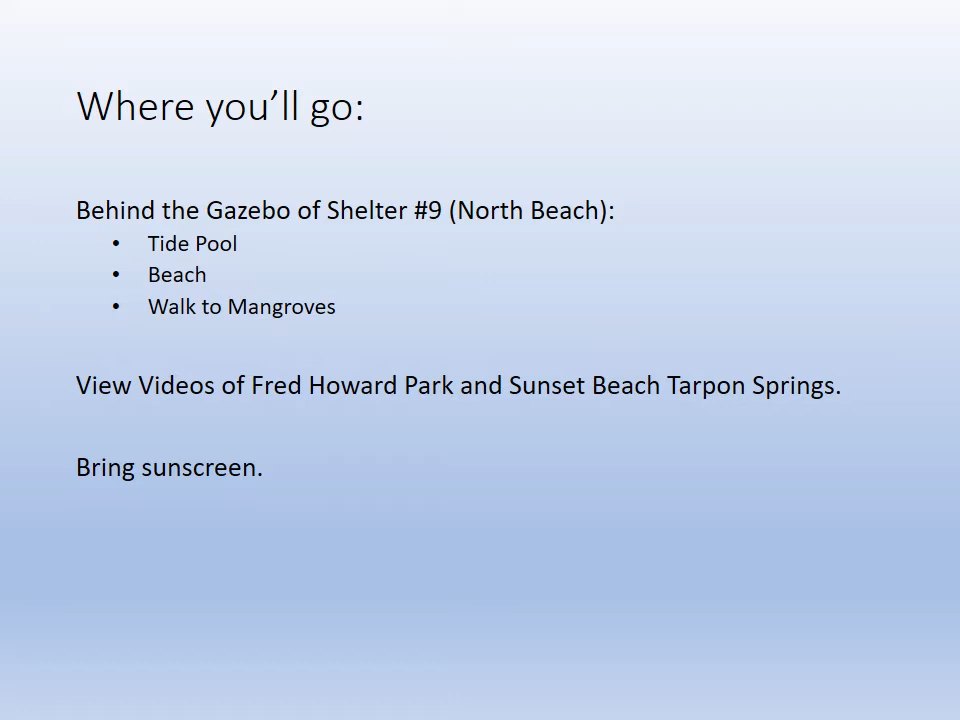 Where you’ll go:
Behind the Gazebo of Shelter #9 (North Beach):
• Tide Pool
• Beach
• Walk to Mangroves
View Videos of Fred Howard Park and Sunset Beach Tarpon Springs.
Bring sunscreen.